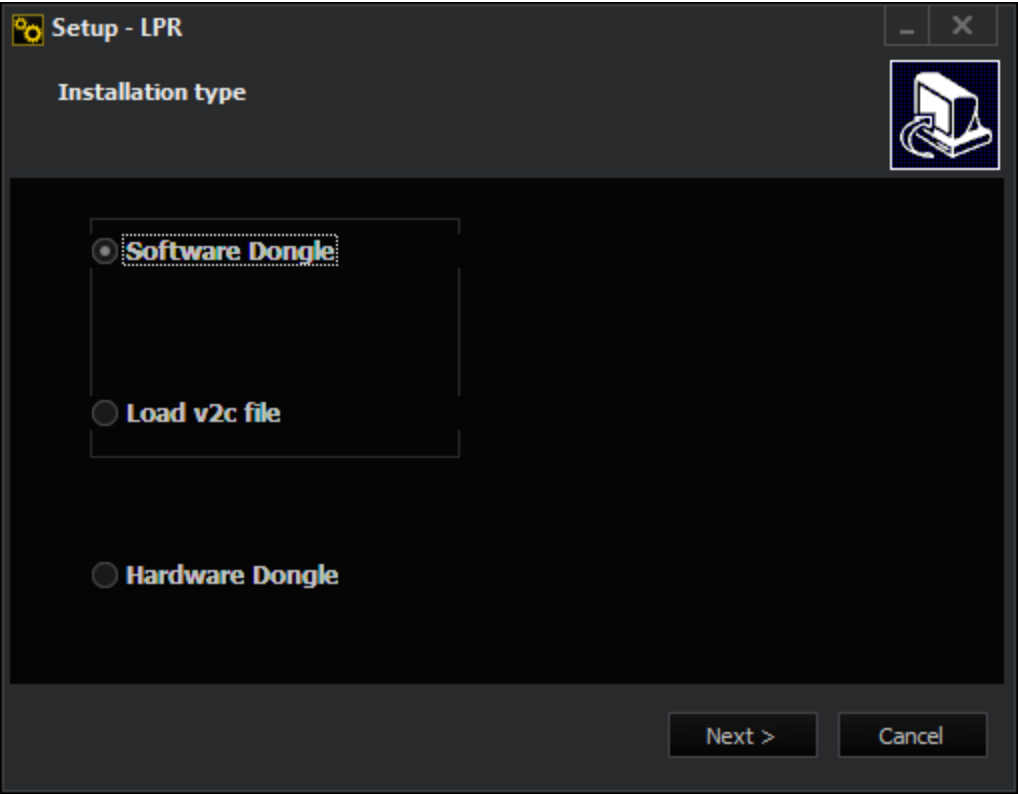 Setup - LPR
Installation type
Software Dongle
Load v2c file
Hardware Dongle
Next >
Cancel